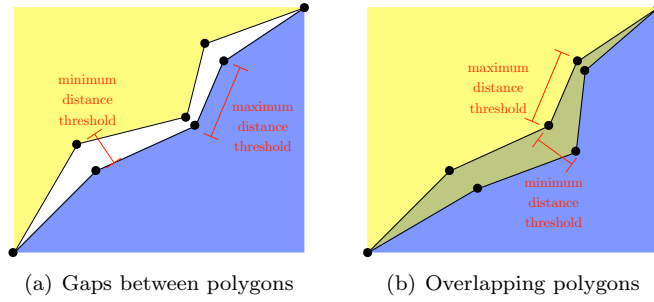 minimum
distance
threshold
maximum
distance
threshold
(a) Gaps between polygons
maximum
distance
threshold
minimum
distance
threshold
(b) Overlapping polygons